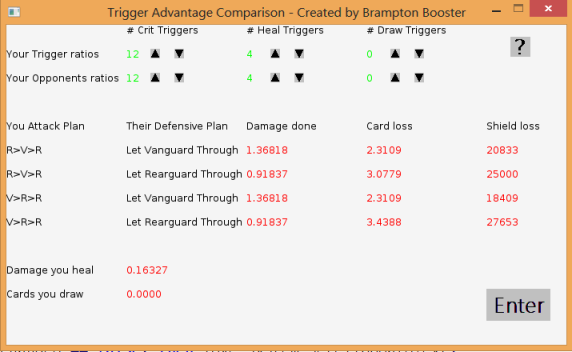 Trigger Advantage Comparison - Created by Brampton Booster
# Crit Triggers # Heal Triggers # Draw Triggers
Your Trigger ratios 12 4 0 ?
Your Opponents ratios 12 4 0
You Attack Plan Their Defensive Plan Damage done Card loss Shield loss
R>V>R Let Vanguard Through 1.36818 2.3109 20833
R>V>R Let Rearguard Through 0.91837 3.0779 25000
V>R>R Let Vanguard Through 1.36818 2.3109 18409
V>R>R Let Rearguard Through 0.91837 3.4388 27653
Damage you heal 0.16327
Cards you draw 0.0000
Enter